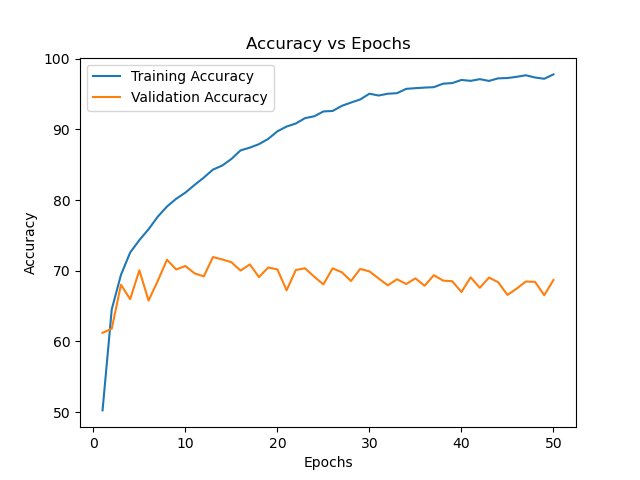 Accuracy vs Epochs
Training Accuracy
Validation Accuracy
100
90
80
70
60
50
Accuracy
0 10 20 30 40 50
Epochs